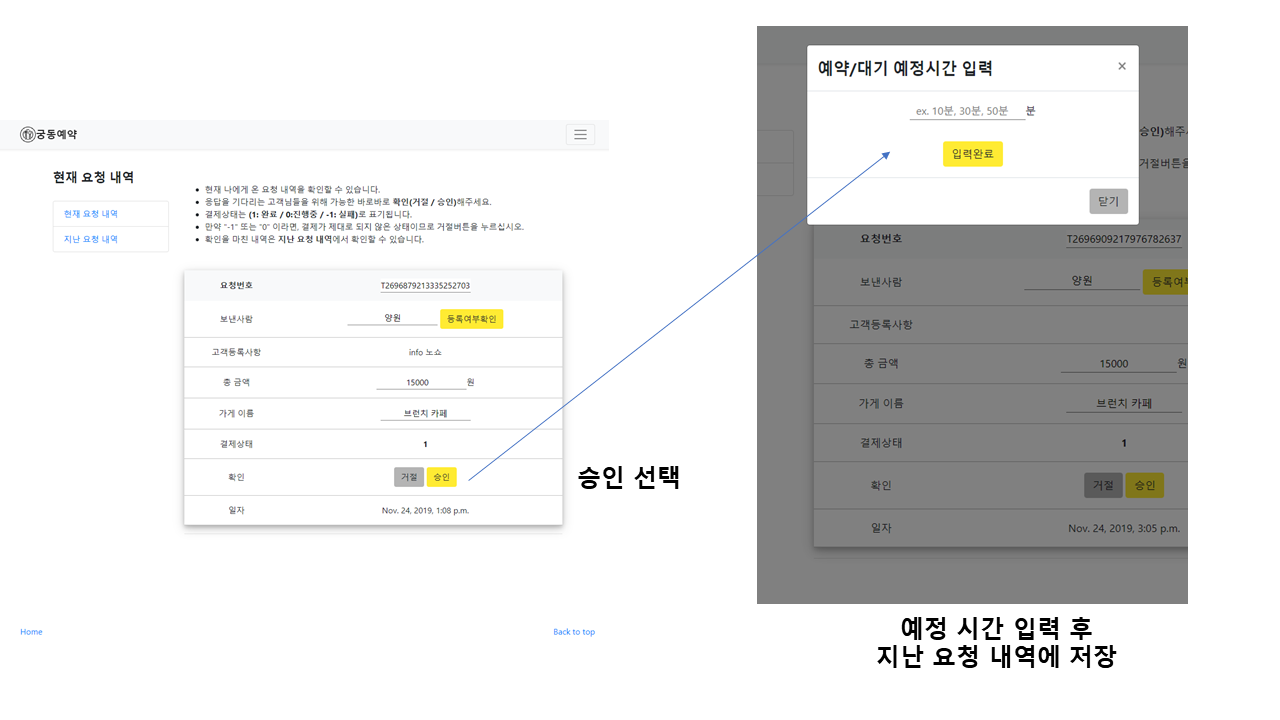 궁동예약
현재 요청 내역
현재 요청 내역
지난 요청 내역
현재 나에게 온 요청 내역을 확인할 수 있습니다.
응답을 기다리는 고객님들을 위해 가능한 바로바로 확인(거절 / 승인)해주세요.
결제상태는 (1: 완료 / 0:진행중 / -1: 실패)로 표기됩니다.
만약 "-1" 또는 "0" 이라면, 결제가 제대로 되지 않은 상태이므로 거절버튼을 누르십시오.
확인을 마친 내역은 지난 요청 내역에서 확인할 수 있습니다.
요청번호 T2696879213335252703
보낸사람 양원 등록여부확인
고객등록사항 info 노쇼
총 금액 15000 원
가게 이름 브런치 카페
결제상태 1
확인 거절 승인
일자 Nov. 24, 2019, 1:08 p.m.
Home Back to top
승인 선택
예약/대기 예정시간 입력 ×
ex. 10분, 30분, 50분 분
입력완료
닫기
승인)해주
거절버튼을
요청번호 T2696909217976782637
보낸사람 양원 등록여
고객등록사항
총 금액 15000 원
가게 이름 브런치 카페
결제상태 1
확인 거절 승인
일자 Nov. 24, 2019, 3:05 p.m.
예정 시간 입력 후
지난 요청 내역에 저장